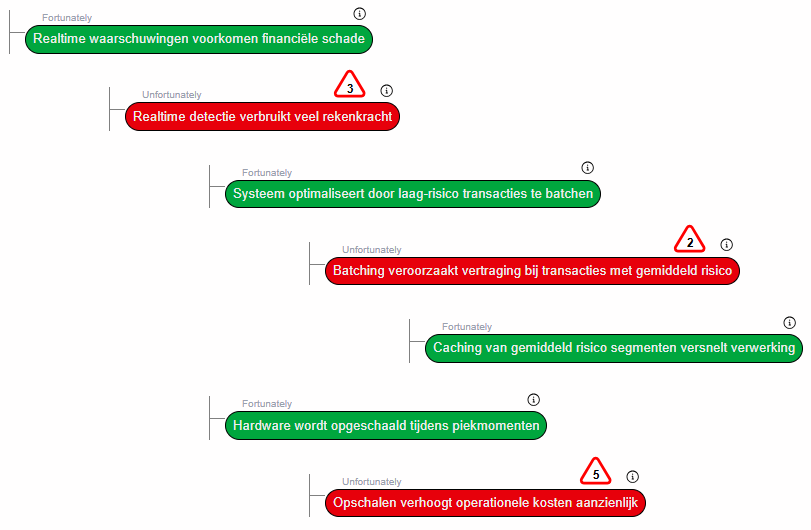 Fortunately
Realtime waarschuwingen voorkomen financiële schade
Unfortunately
3
Realtime detectie verbruikt veel rekenkracht
Fortunately
Systeem optimaliseert door laag-risico transacties te batchen
Unfortunately
2
Batching veroorzaakt vertraging bij transacties met gemiddeld risico
Fortunately
Caching van gemiddeld risico segmenten versnelt verwerking
Fortunately
Hardware wordt opgeschaald tijdens piekmomenten
Unfortunately
5
Opschalen verhoogt operationele kosten aanzienlijk